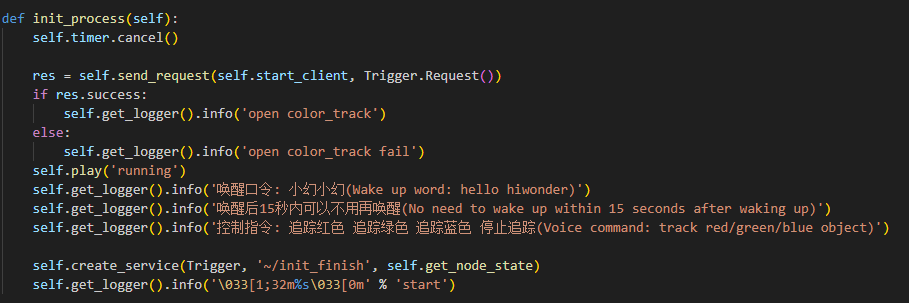 def init_process(self):
    self.timer.cancel()

    res = self.send_request(self.start_client, Trigger.Request())
    if res.success:
        self.get_logger().info('open color_track')
    else:
        self.get_logger().info('open color_track fail')
    self.play('running')
    self.get_logger().info('唤醒口令: 小幻小幻(Wake up word: hello hiwonder)')
    self.get_logger().info('唤醒后15秒内可以不用再唤醒(No need to wake up within 15 seconds after waking up)')
    self.get_logger().info('控制指令: 追踪红色 追踪绿色 追踪蓝色 停止追踪(Voice command: track red/green/blue object)')

    self.create_service(Trigger, '~/init_finish', self.get_node_state)
    self.get_logger().info('\033[1;32m%s\033[0m' % 'start')